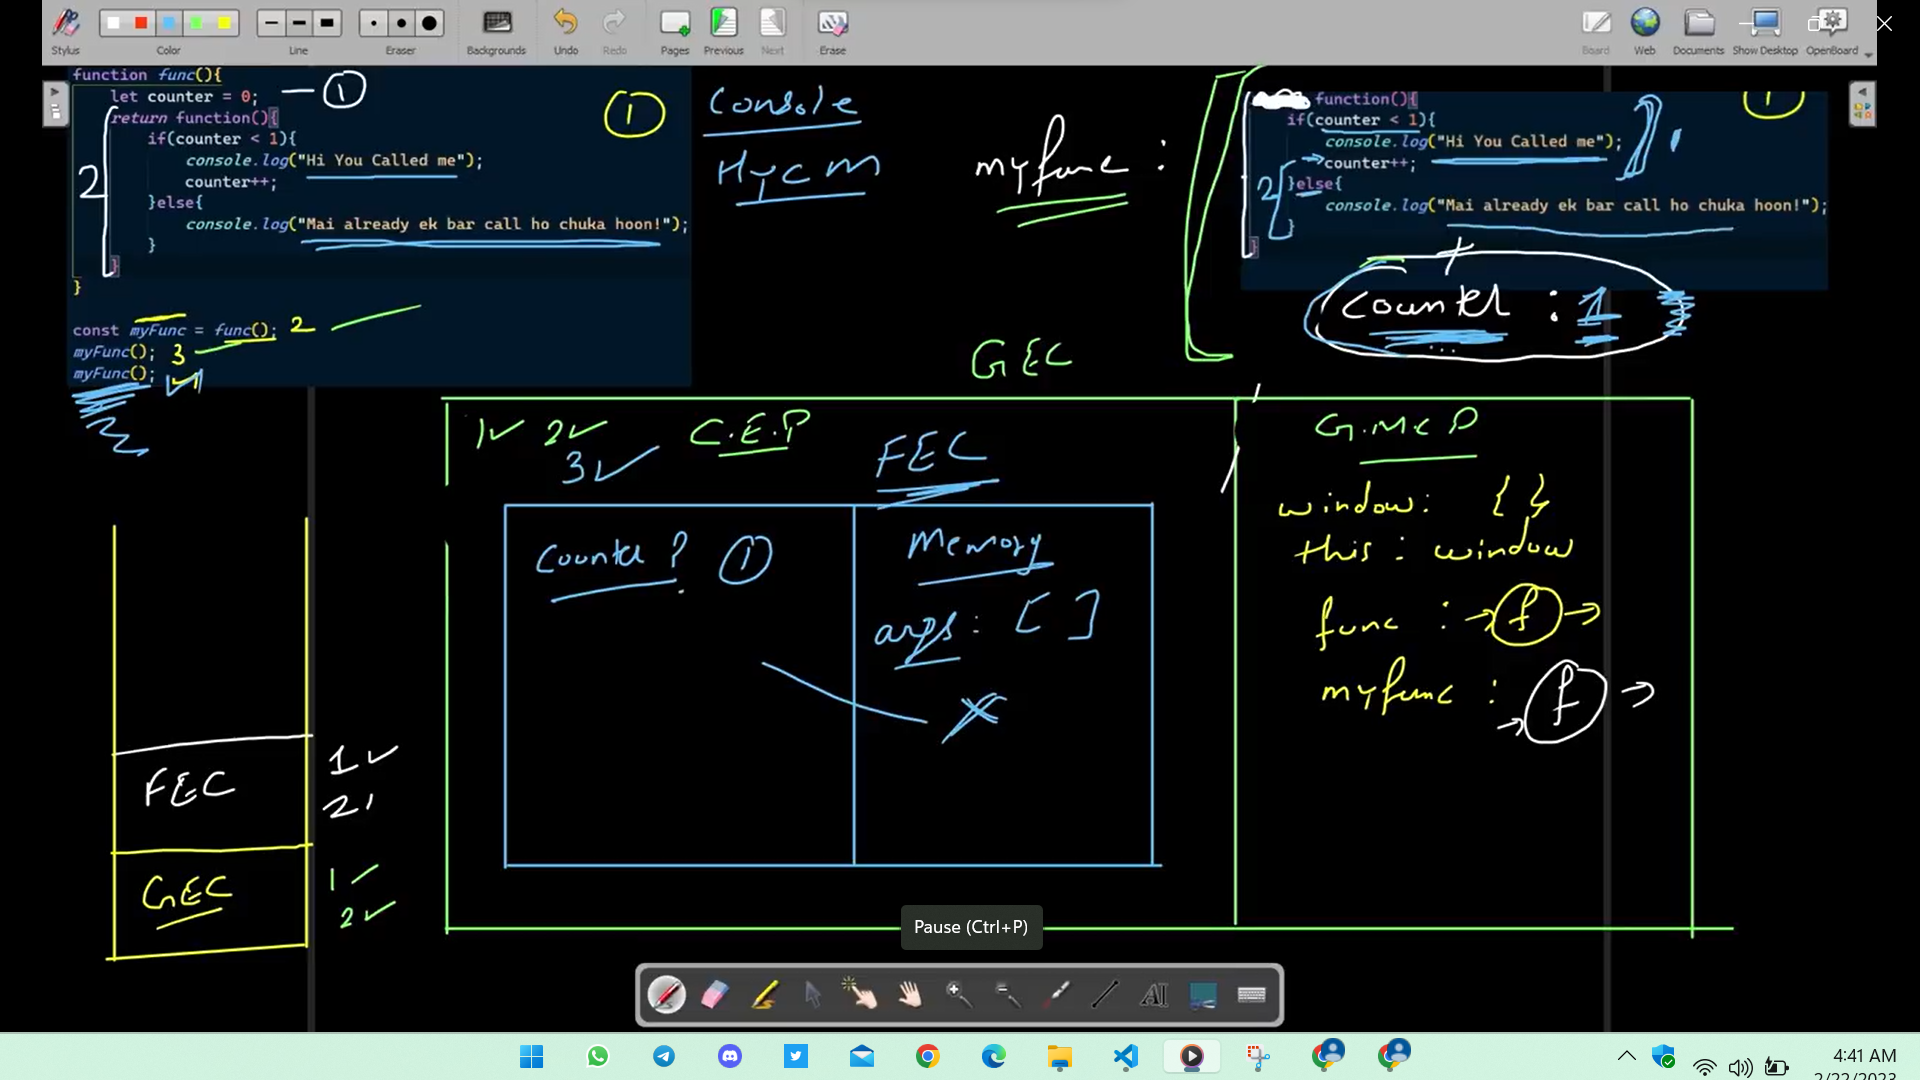 Stylus
Color
Line
Eraser
Backgrounds
Undo
Redo
Pages
Previous
Next
Erase
Board
Web
Documents
Show Desktop
OpenBoard
function func(){
let counter = 0; — 1
return function(){
if(counter < 1){
console.log("Hi You Called me");
counter++;
}else{
console.log("Mai already ek bar call ho chuka hoon!");
}
}
}
2
1
const myFunc = func(); 2
myFunc(); 3
myFunc();
Console
HYCM
myfunc :
function(){
if(counter < 1){
console.log("Hi You Called me");
counter++;
2 }else{
console.log("Mai already ek bar call ho chuka hoon!");
}
}
+
Counter : 1
GEC
1✓ 2✓ C.E.P
3✓
FEC
Counter ? 1
Memory
args : [ ]
G.M.C.P
window : { }
this : window
func : → f →
myfunc : → f →
FEC
1 ✓
2
GEC
1 ✓
2 ✓
Pause (Ctrl+P)
4:41 AM
2/22/2023